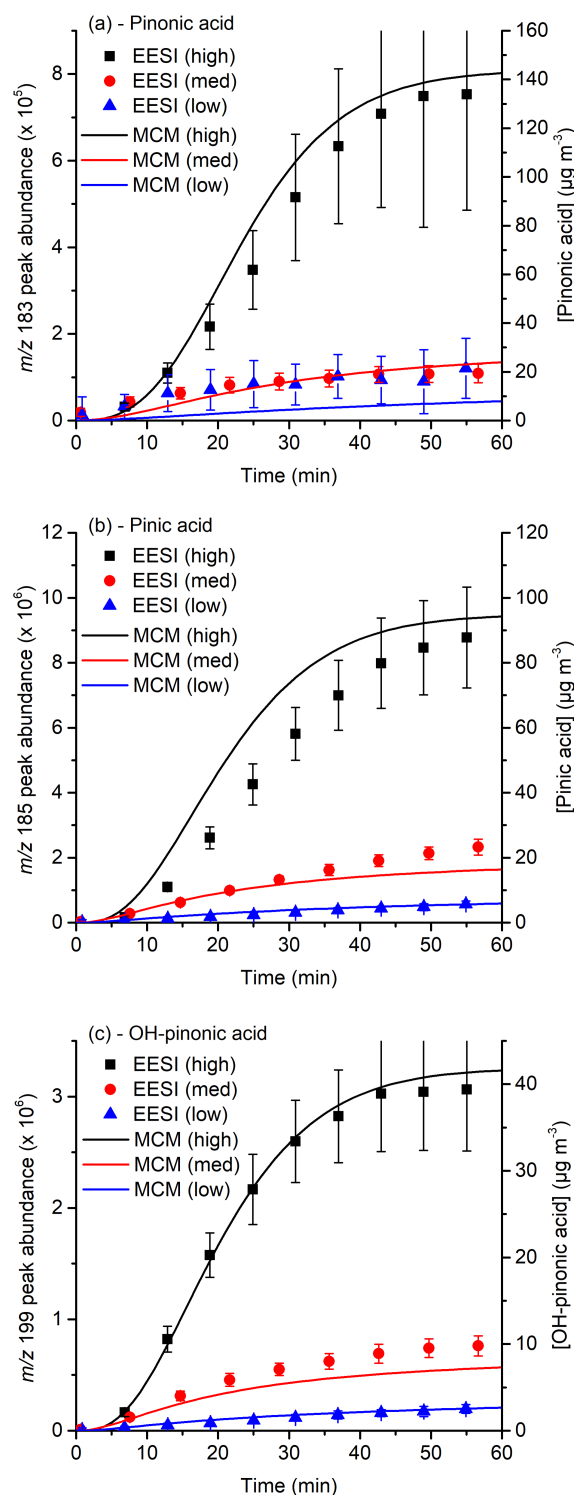 (a) - Pinonic acid
EESI (high)
EESI (med)
EESI (low)
MCM (high)
MCM (med)
MCM (low)
m/z 183 peak abundance (x 10⁵)
0
2
4
6
8
[Pinonic acid] (µg m⁻³)
0
20
40
60
80
100
120
140
160
0 10 20 30 40 50 60
Time (min)
(b) - Pinic acid
EESI (high)
EESI (med)
EESI (low)
MCM (high)
MCM (med)
MCM (low)
m/z 185 peak abundance (x 10⁶)
0
2
4
6
8
10
12
[Pinic acid] (µg m⁻³)
0
20
40
60
80
100
120
0 10 20 30 40 50 60
Time (min)
(c) - OH-pinonic acid
EESI (high)
EESI (med)
EESI (low)
MCM (high)
MCM (med)
MCM (low)
m/z 199 peak abundance (x 10⁶)
0
1
2
3
[OH-pinonic acid] (µg m⁻³)
0
10
20
30
40
0 10 20 30 40 50 60
Time (min)